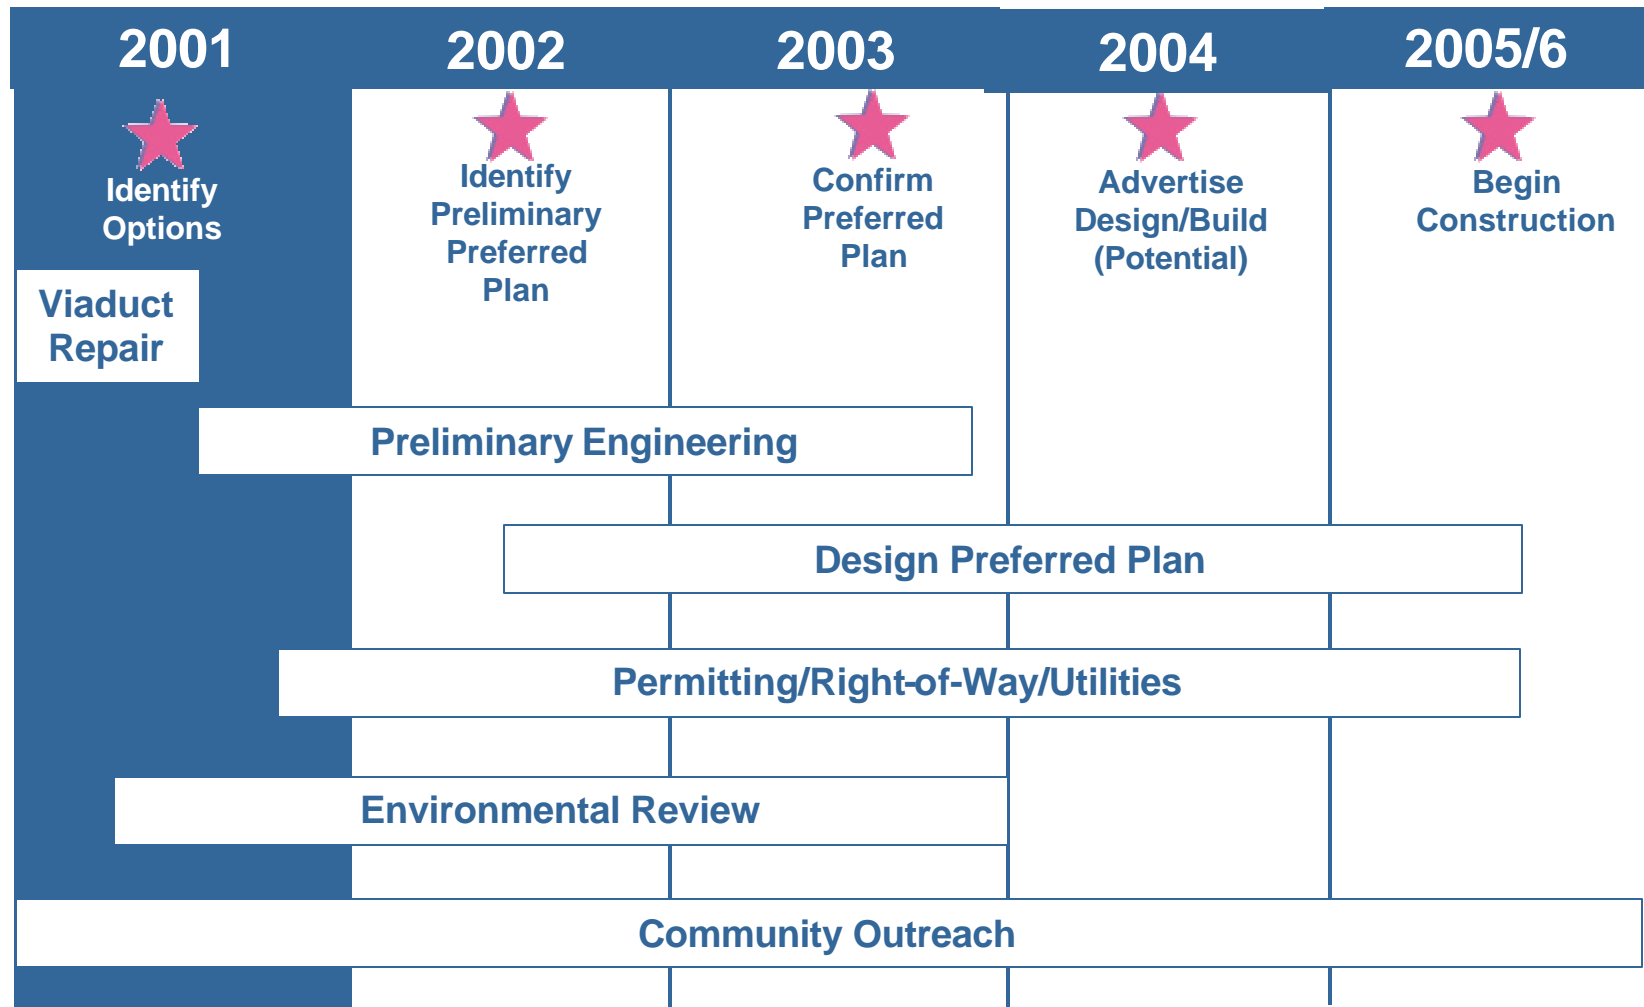 2001 2002 2003 2004 2005/6
Identify
Options
Identify
Preliminary
Preferred
Plan
Confirm
Preferred
Plan
Advertise
Design/Build
(Potential)
Begin
Construction
Viaduct
Repair
Preliminary Engineering
Design Preferred Plan
Permitting/Right-of-Way/Utilities
Environmental Review
Community Outreach